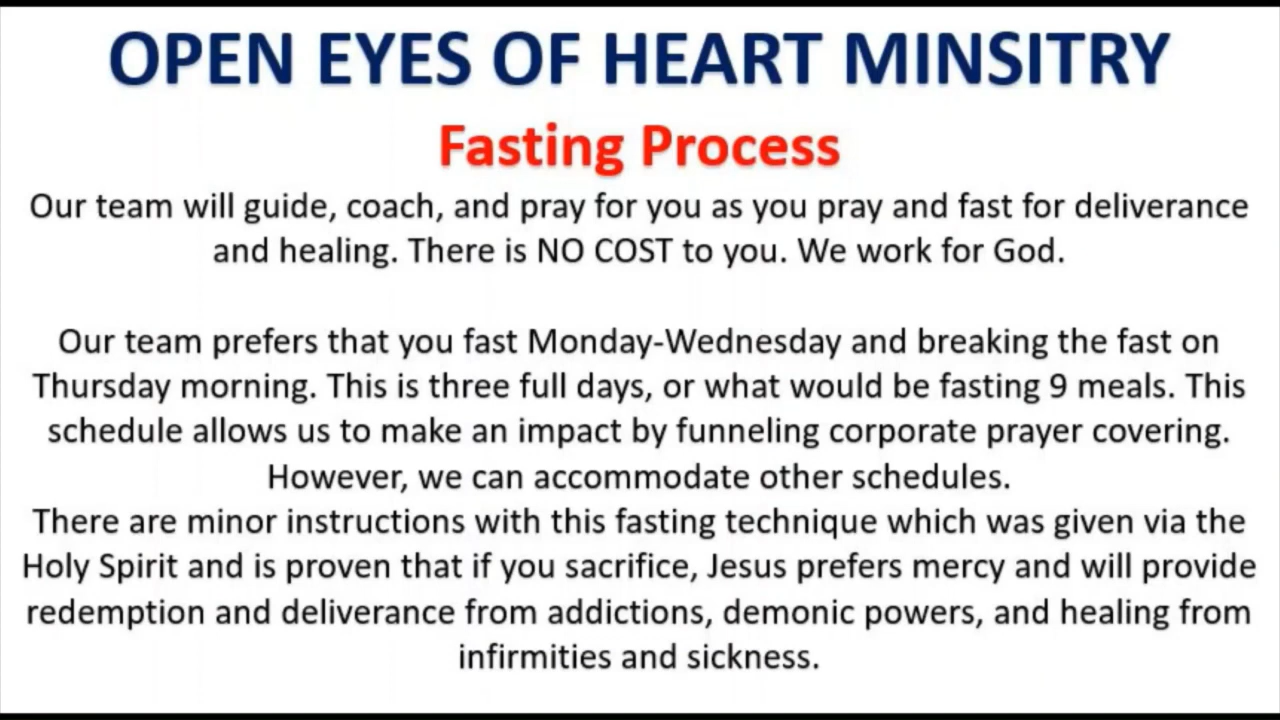 OPEN EYES OF HEART MINSITRY
Fasting Process
Our team will guide, coach, and pray for you as you pray and fast for deliverance
and healing. There is NO COST to you. We work for God.
Our team prefers that you fast Monday-Wednesday and breaking the fast on
Thursday morning. This is three full days, or what would be fasting 9 meals. This
schedule allows us to make an impact by funneling corporate prayer covering.
However, we can accommodate other schedules.
There are minor instructions with this fasting technique which was given via the
Holy Spirit and is proven that if you sacrifice, Jesus prefers mercy and will provide
redemption and deliverance from addictions, demonic powers, and healing from
infirmities and sickness.